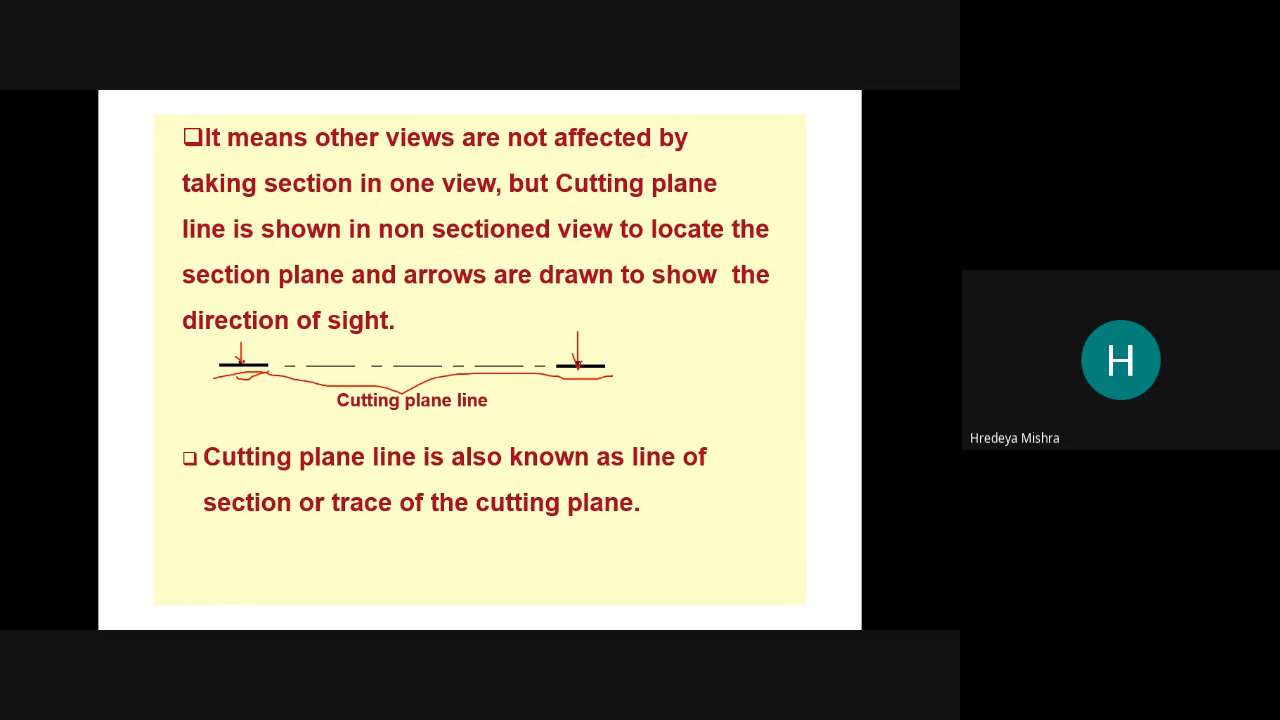 ❑It means other views are not affected by
taking section in one view, but Cutting plane
line is shown in non sectioned view to locate the
section plane and arrows are drawn to show the
direction of sight.
Cutting plane line
❑ Cutting plane line is also known as line of
section or trace of the cutting plane.
H
Hredeya Mishra